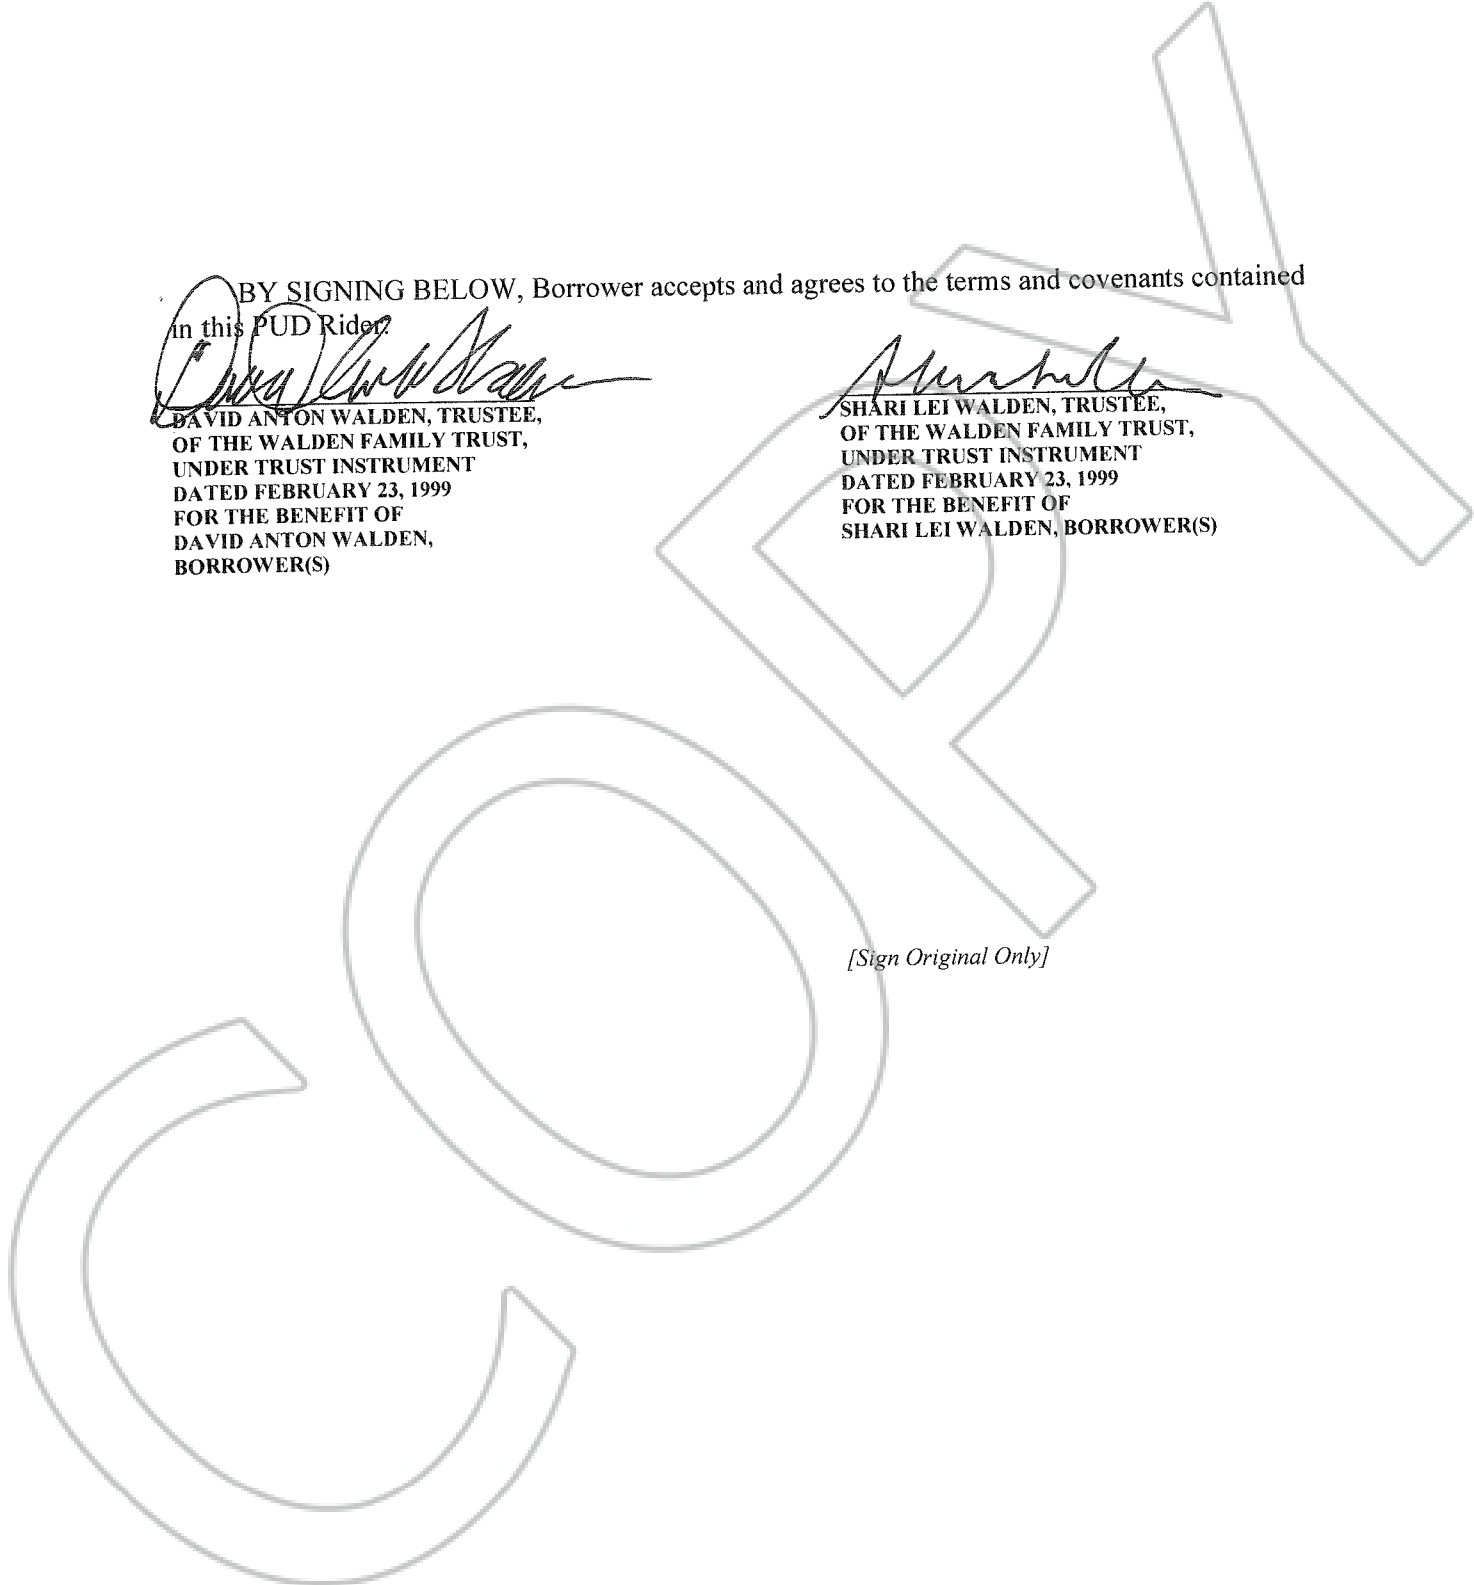 BY SIGNING BELOW, Borrower accepts and agrees to the terms and covenants contained
in this PUD Rider.
DAVID ANTON WALDEN, TRUSTEE,
OF THE WALDEN FAMILY TRUST,
UNDER TRUST INSTRUMENT
DATED FEBRUARY 23, 1999
FOR THE BENEFIT OF
DAVID ANTON WALDEN,
BORROWER(S)
SHARI LEI WALDEN, TRUSTEE,
OF THE WALDEN FAMILY TRUST,
UNDER TRUST INSTRUMENT
DATED FEBRUARY 23, 1999
FOR THE BENEFIT OF
SHARI LEI WALDEN, BORROWER(S)
[Sign Original Only]
COPY